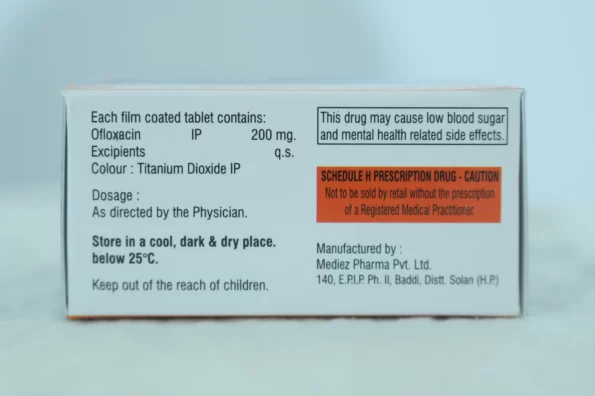 Each film coated tablet contains:
Ofloxacin IP 200 mg.
Excipients q.s.
Colour : Titanium Dioxide IP
Dosage :
As directed by the Physician.
Store in a cool, dark & dry place.
below 25°C.
Keep out of the reach of children.
This drug may cause low blood sugar
and mental health related side effects.
SCHEDULE H PRESCRIPTION DRUG - CAUTION
Not to be sold by retail without the prescription
of a Registered Medical Practitioner.
Manufactured by :
Mediez Pharma Pvt. Ltd.
140, E.P.I.P. Ph. II, Baddi, Distt. Solan (H.P.)